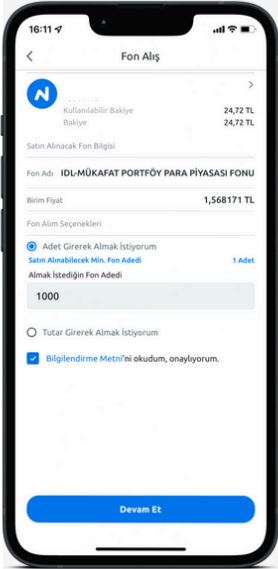 16:11
Fon Alış
N
Kullanılabilir Bakiye 24,72 TL
Bakiye 24,72 TL
Satın Alınacak Fon Bilgisi
Fon Adı IDL-MÜKAFAT PORTFÖY PARA PİYASASI FONU
Birim Fiyat 1,568171 TL
Fon Alım Seçenekleri
Adet Girerek Almak İstiyorum
Satın Alınabilecek Min. Fon Adedi 1 Adet
Almak İstediğin Fon Adedi
1000
Tutar Girerek Almak İstiyorum
Bilgilendirme Metni'ni okudum, onaylıyorum.
Devam Et